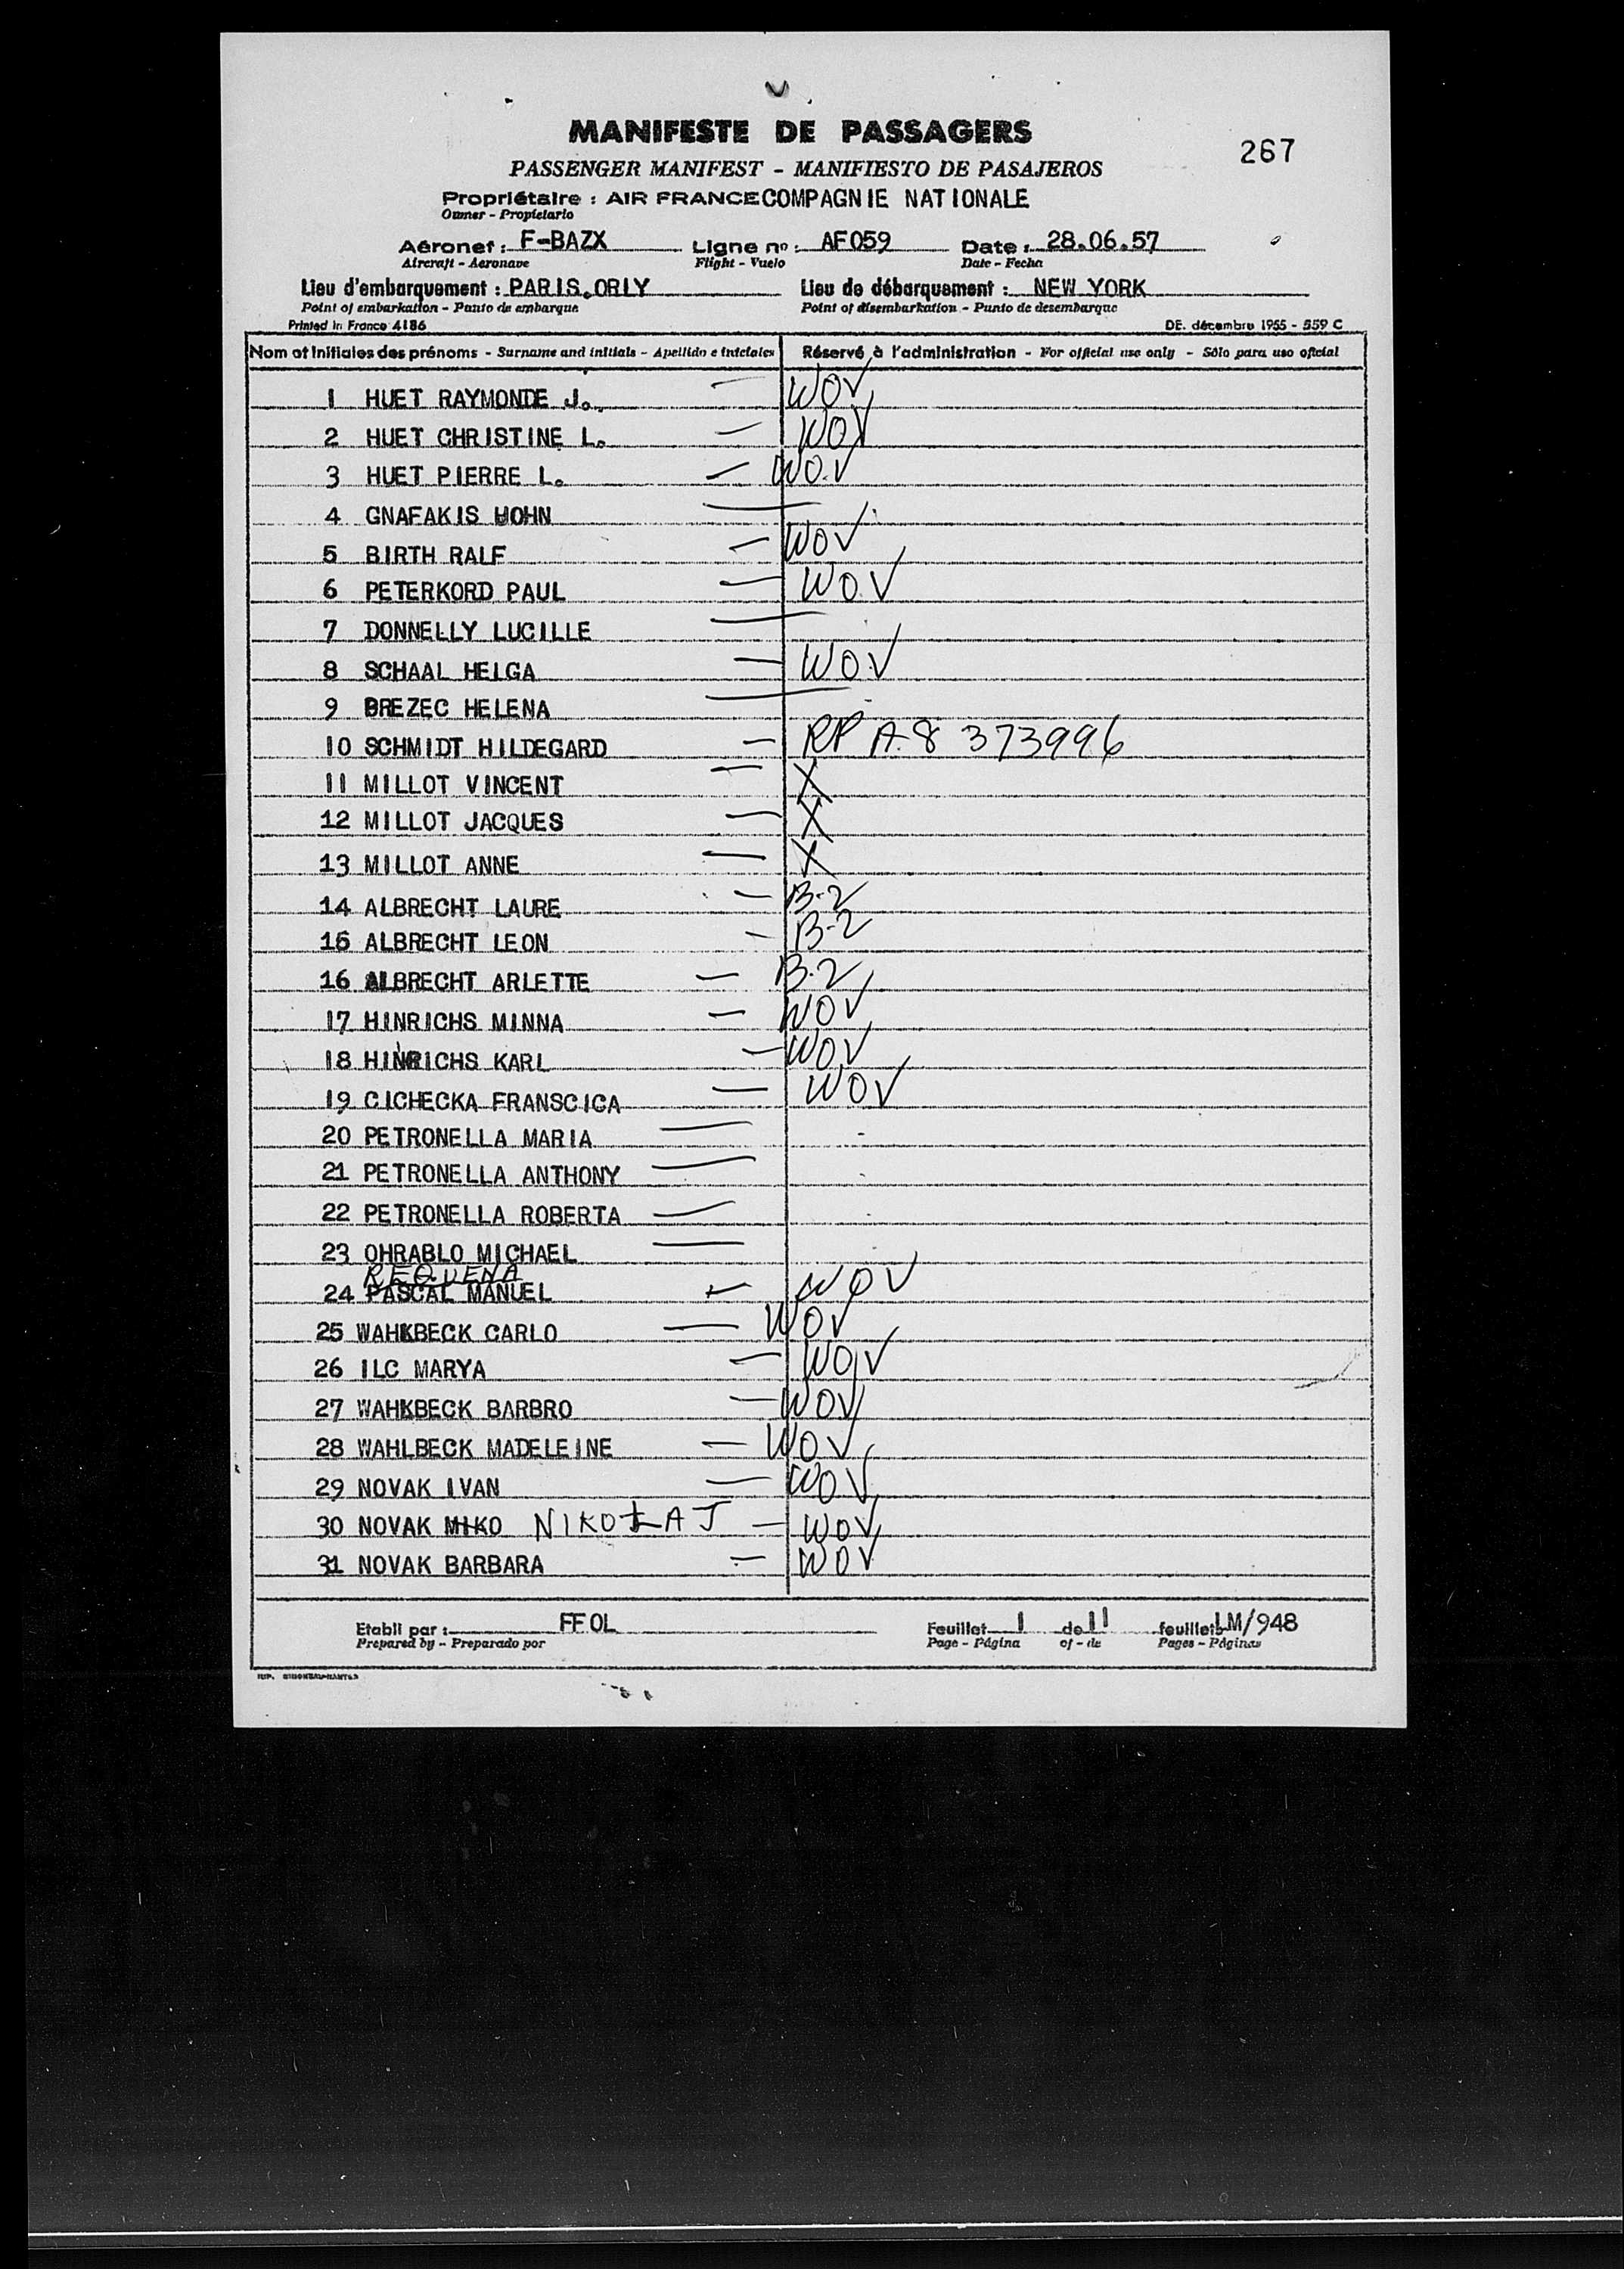 MANIFESTE DE PASSAGERS
267
PASSENGER MANIFEST - MANIFIESTO DE PASAJEROS
Propriétaire : AIR FRANCE COMPAGNIE NATIONALE
Owner - Propietario
Aéronef : F-BAZX Ligne nº : AF059 Date : 28.06.57
Aircraft - Aeronave Flight - Vuelo Date - Fecha
Lieu d'embarquement : PARIS.ORLY Lieu de débarquement : NEW YORK
Point of embarkation - Punto de embarque Point of disembarkation - Punto de desembarque
Printed in France 4186 DE. décembre 1955 - 559 C
Nom et initiales des prénoms - Surname and initials - Apellido e iniciales Réservé à l'administration - For official use only - Sólo para uso oficial
1 HUET RAYMONDE J. WOV
2 HUET CHRISTINE L. WOV
3 HUET PIERRE L. WOV
4 GNAFAKIS HOHN
5 BIRTH RALF WOV
6 PETERKORD PAUL WOV
7 DONNELLY LUCILLE
8 SCHAAL HELGA WOV
9 BREZEC HELENA
10 SCHMIDT HILDEGARD RP A.8 373996
11 MILLOT VINCENT X
12 MILLOT JACQUES X
13 MILLOT ANNE X
14 ALBRECHT LAURE B-2
15 ALBRECHT LEON B-2
16 ALBRECHT ARLETTE B-2
17 HINRICHS MINNA WOV
18 HINRICHS KARL WOV
19 CICHECKA FRANSCICA WOV
20 PETRONELLA MARIA
21 PETRONELLA ANTHONY
22 PETRONELLA ROBERTA
23 OHRABLO MICHAEL
REQUENA
24 PASCAL MANUEL WOV
25 WAHKBECK CARLO WOV
26 ILC MARYA WOV
27 WAHKBECK BARBRO WOV
28 WAHLBECK MADELEINE WOV
29 NOVAK IVAN WOV
30 NOVAK MIKO NIKOŁAJ WOV
31 NOVAK BARBARA WOV
Etabli par : FFOL Feuillet 1 de 11 feuillets LM/948
Prepared by - Preparado por Page - Página of - de Pages - Páginas